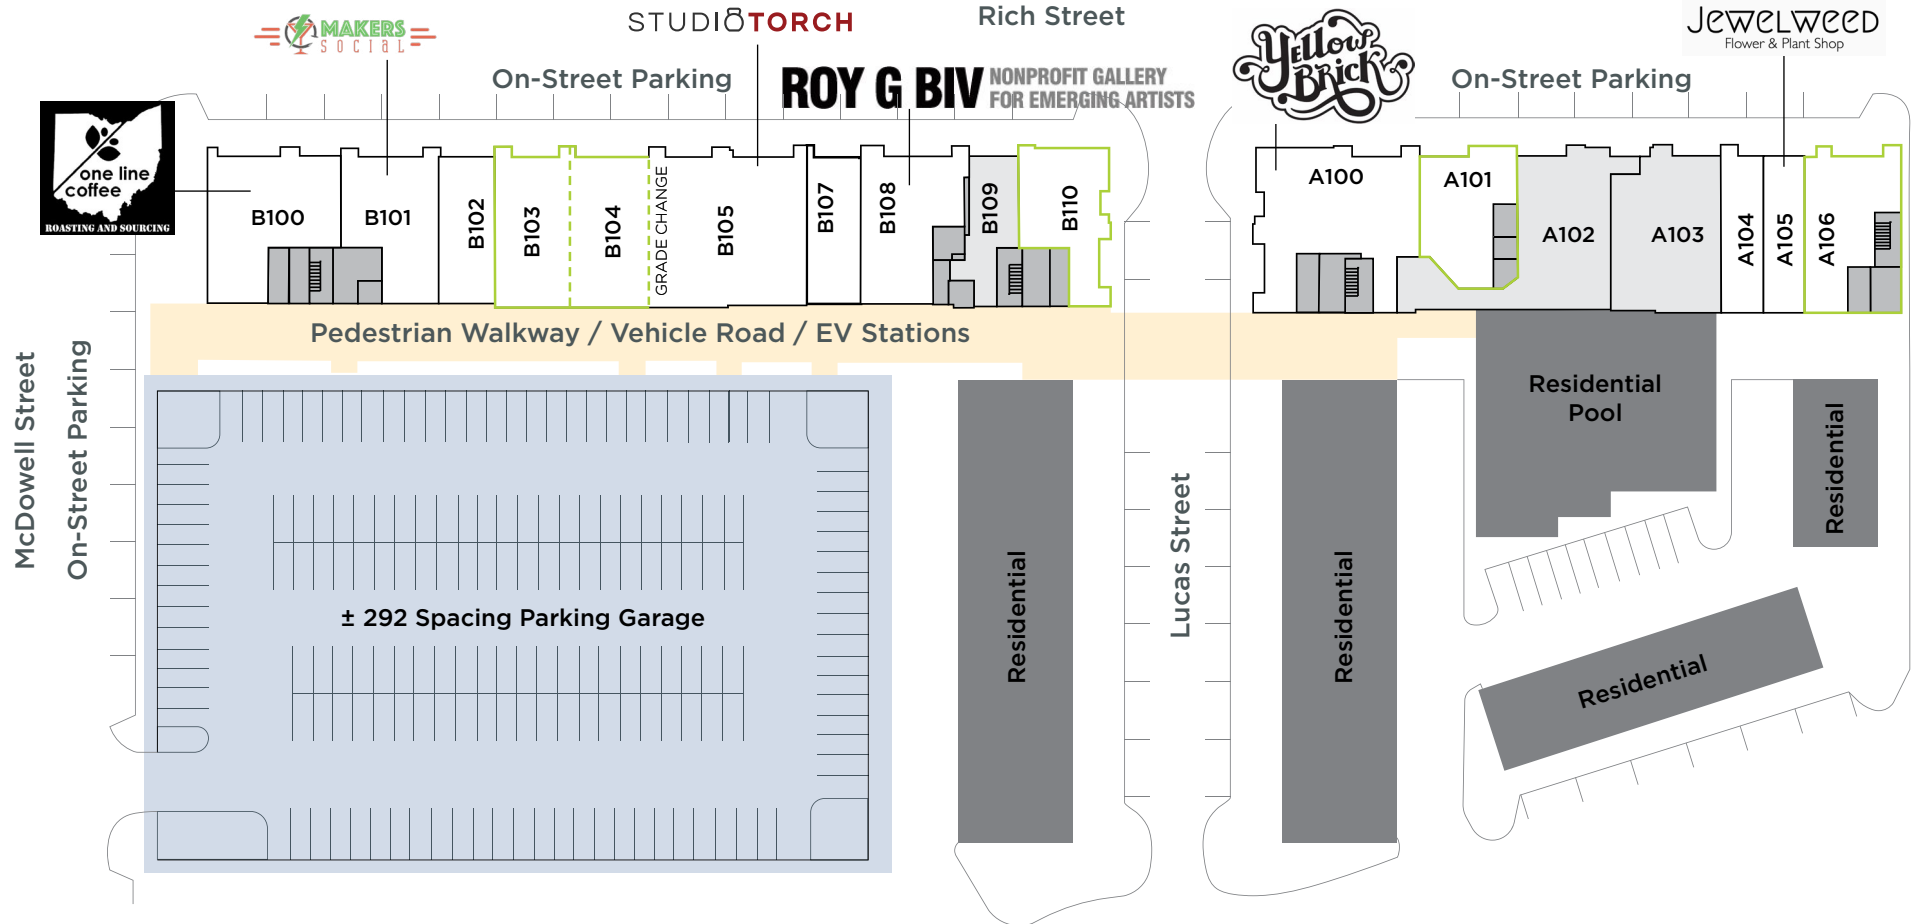 MAKERS
SOCIAL
STUDIOTORCH
Rich Street
YELLOW
BRICK
JEWELWEED
Flower & Plant Shop
On-Street Parking
ROY G BIV NONPROFIT GALLERY
FOR EMERGING ARTISTS
On-Street Parking
one line
coffee
ROASTING AND SOURCING
B100
B101
B102
B103
B104
GRADE CHANGE
B105
B107
B108
B109
B110
A100
A101
A102
A103
A104
A105
A106
Pedestrian Walkway / Vehicle Road / EV Stations
McDowell Street
On-Street Parking
± 292 Spacing Parking Garage
Residential
Lucas Street
Residential
Residential
Pool
Residential
Residential